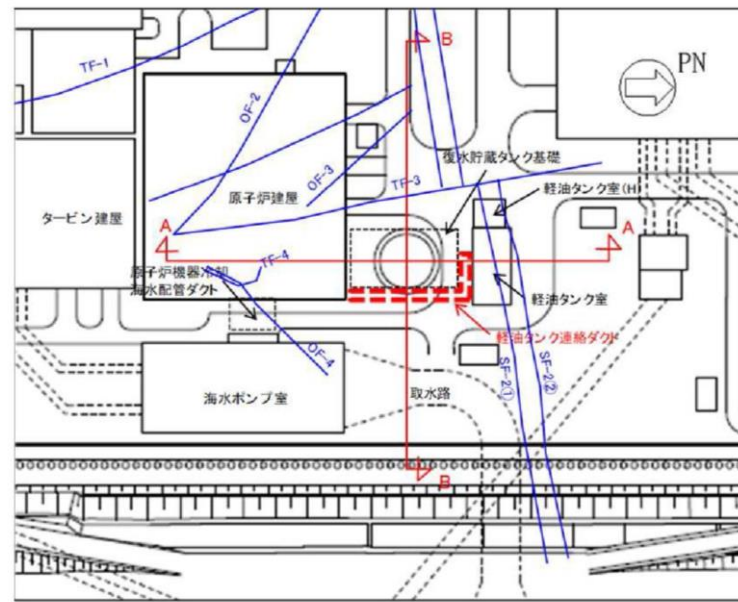 B
PN
TF-1
OF-2
復水貯蔵タンク基礎
OF-3
TF-3
軽油タンク室(H)
原子炉建屋
タービン建屋
A
A
原子炉機器冷却
海水配管ダクト
TF-4
軽油タンク室
軽油タンク連絡ダクト
OF-4
海水ポンプ室
取水路
SF-2①
SF-2②
B